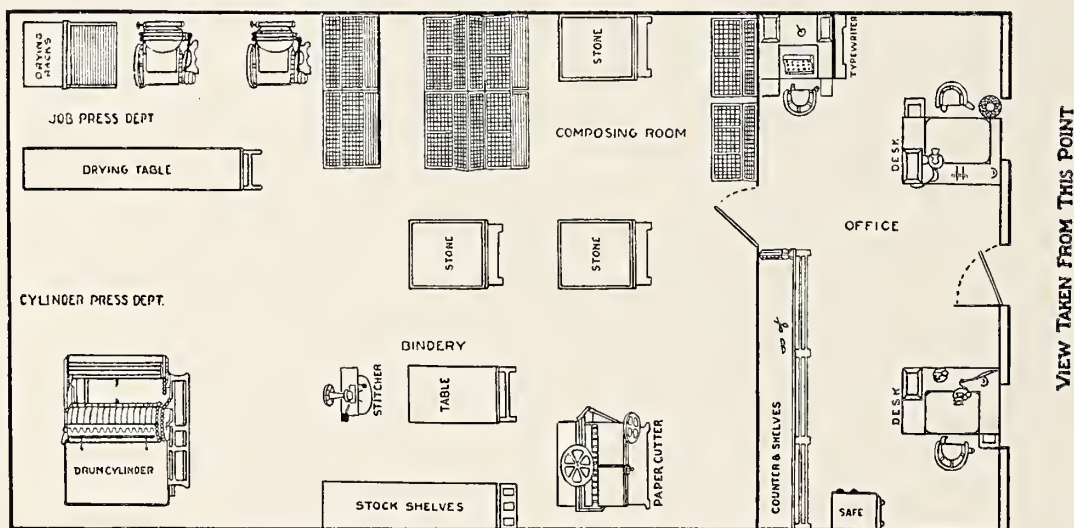 DRYING
RACKS
JOB PRESS DEPT
DRYING TABLE
STONE
COMPOSING ROOM
TYPEWRITER
DESK
OFFICE
STONE
STONE
CYLINDER PRESS DEPT.
BINDERY
STITCHER
TABLE
DRUM CYLINDER
STOCK SHELVES
PAPER CUTTER
COUNTER & SHELVES
DESK
SAFE
VIEW TAKEN FROM THIS POINT